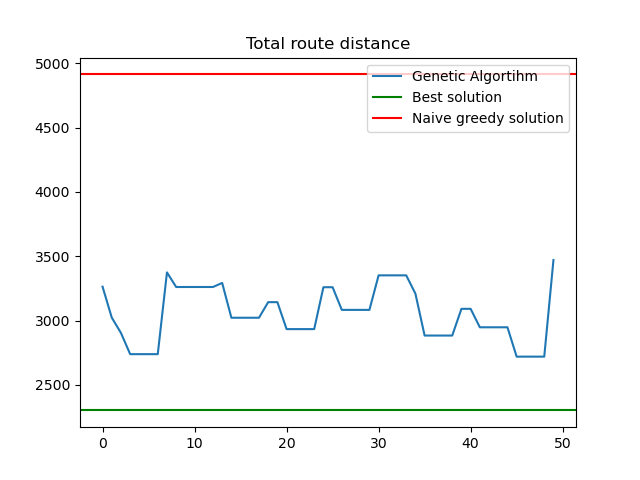 Total route distance
5000
4500
4000
3500
3000
2500
0 10 20 30 40 50
Genetic Algortihm
Best solution
Naive greedy solution